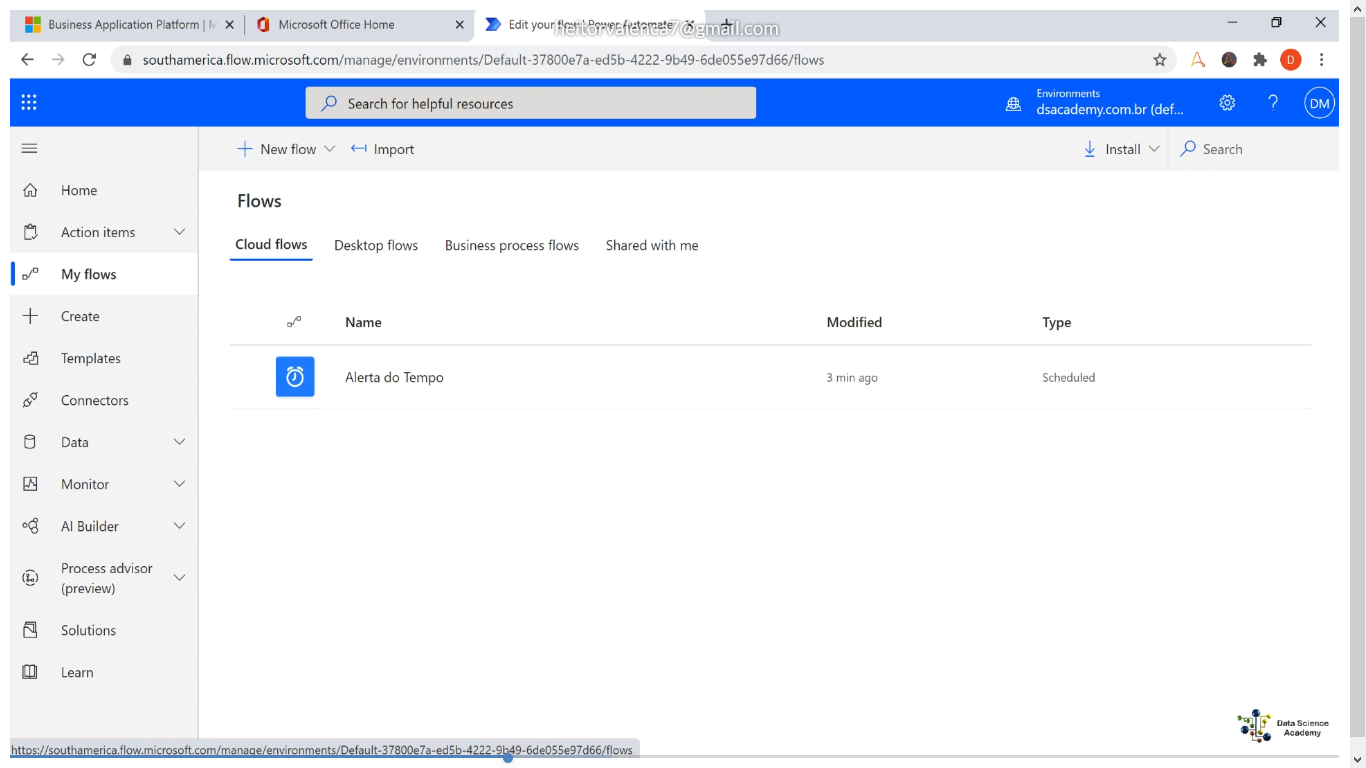 Business Application Platform | M
Microsoft Office Home
Edit your flow | Power Automate
heitorvalerica7@gmail.com
southamerica.flow.microsoft.com/manage/environments/Default-37800e7a-ed5b-4222-9b49-6de055e97d66/flows
D
Search for helpful resources
Environments
dsacademy.com.br (def...
?
DM
New flow
Import
Install
Search
Home
Action items
My flows
Create
Templates
Connectors
Data
Monitor
AI Builder
Process advisor
(preview)
Solutions
Learn
Flows
Cloud flows
Desktop flows
Business process flows
Shared with me
Name
Modified
Type
Alerta do Tempo
3 min ago
Scheduled
Data Science
Academy
https://southamerica.flow.microsoft.com/manage/environments/Default-37800e7a-ed5b-4222-9b49-6de055e97d66/flows